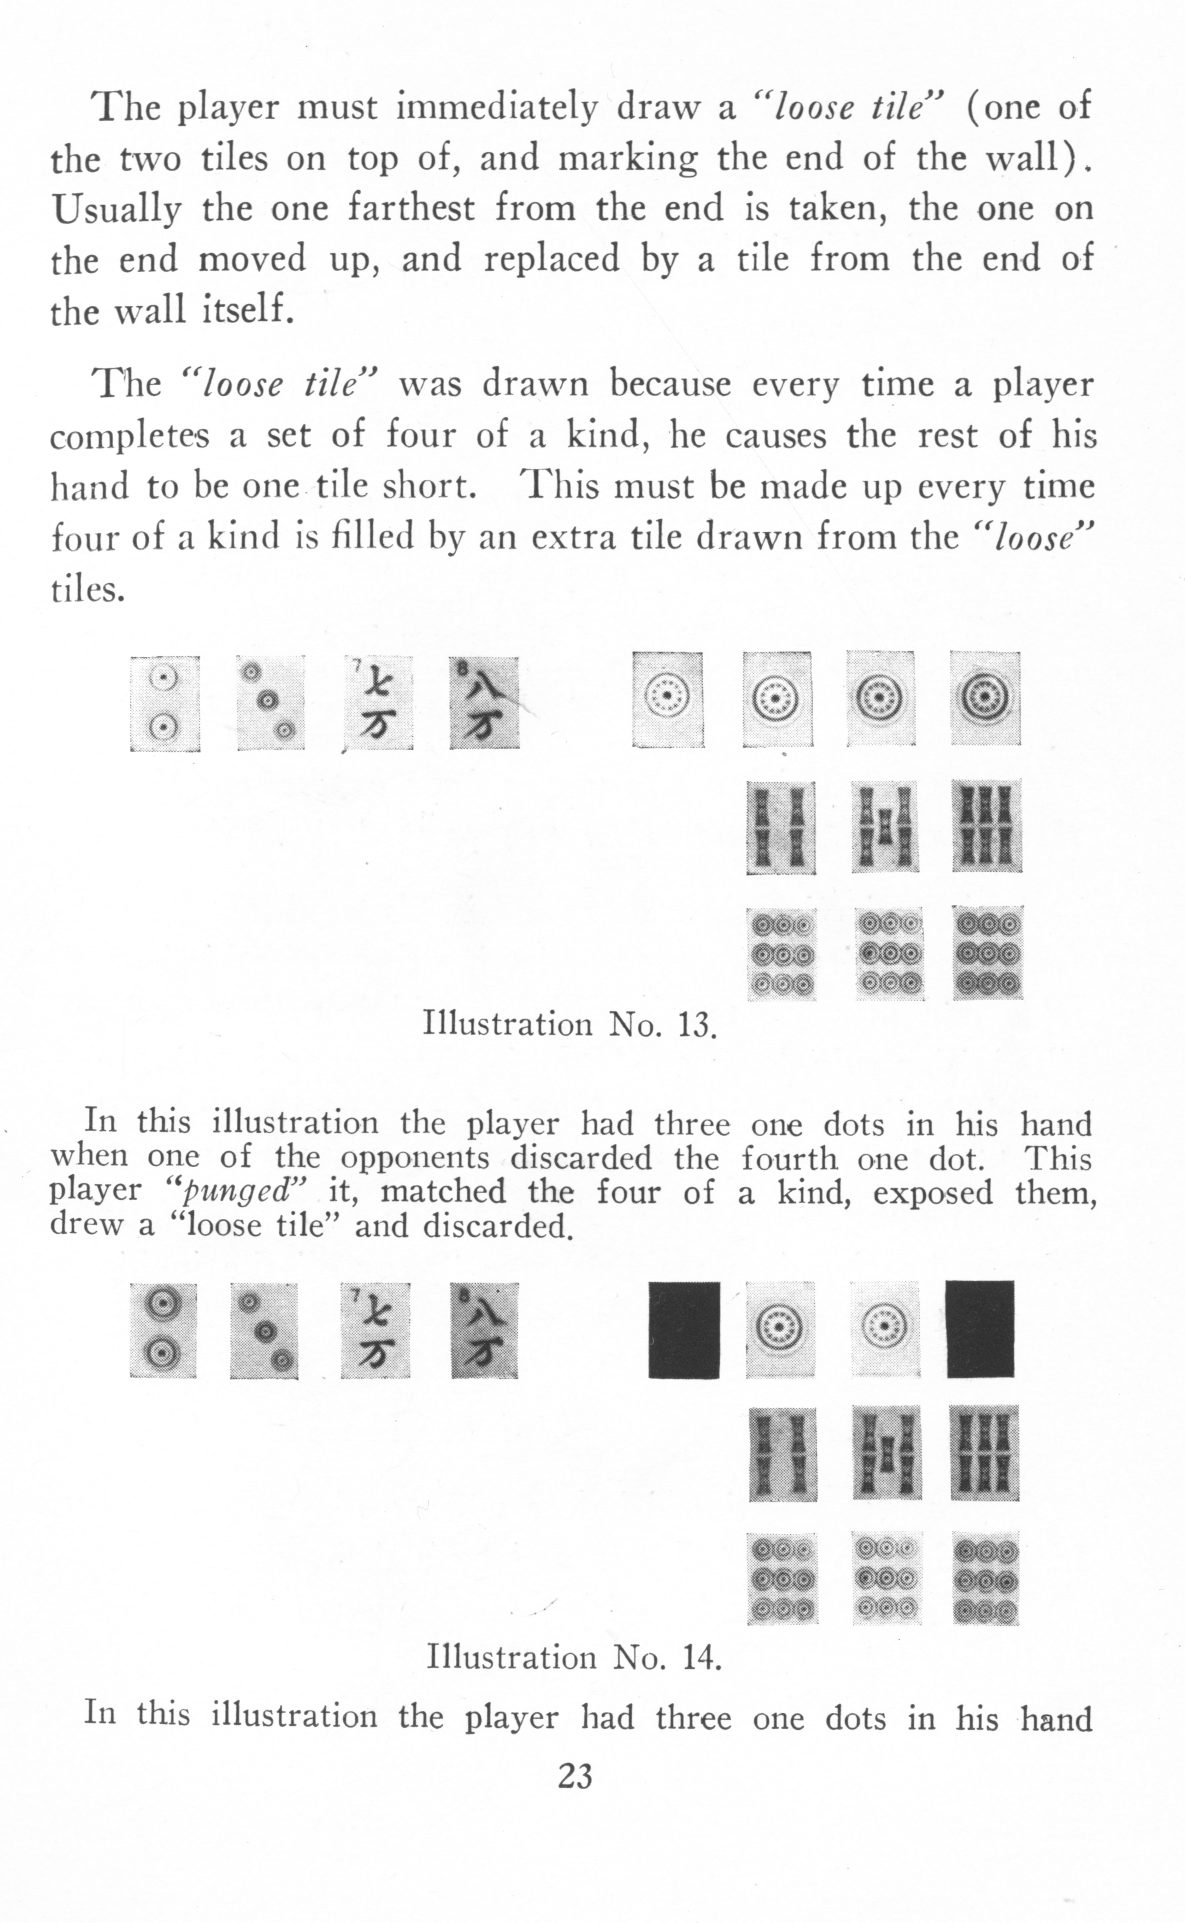 The player must immediately draw a “loose tile” (one of
the two tiles on top of, and marking the end of the wall).
Usually the one farthest from the end is taken, the one on
the end moved up, and replaced by a tile from the end of
the wall itself.
The “loose tile” was drawn because every time a player
completes a set of four of a kind, he causes the rest of his
hand to be one tile short. This must be made up every time
four of a kind is filled by an extra tile drawn from the “loose”
tiles.
7 8
七 八
万 万
Illustration No. 13.
In this illustration the player had three one dots in his hand
when one of the opponents discarded the fourth one dot. This
player “punged” it, matched the four of a kind, exposed them,
drew a “loose tile” and discarded.
7 8
七 八
万 万
Illustration No. 14.
In this illustration the player had three one dots in his hand
23